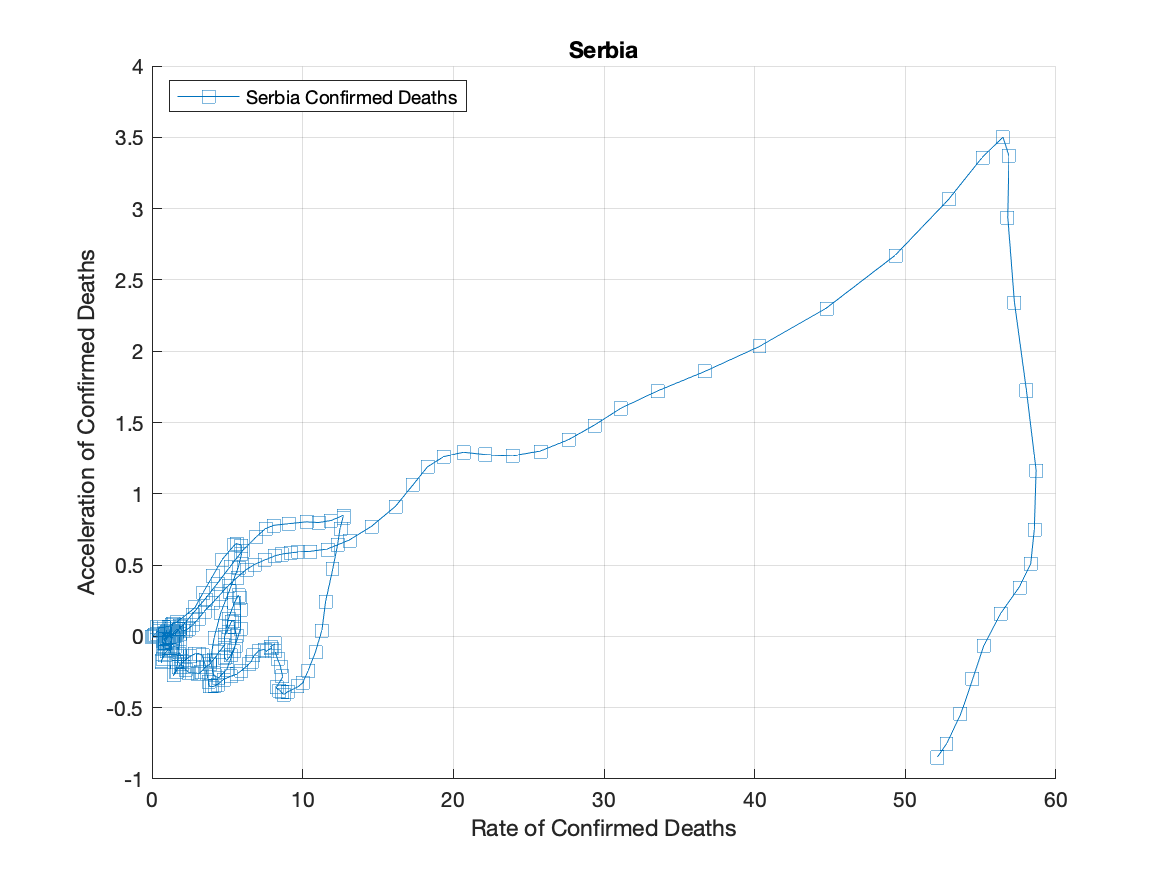 Serbia
Serbia Confirmed Deaths
4
3.5
3
2.5
2
1.5
1
0.5
0
-0.5
-1
Acceleration of Confirmed Deaths
0 10 20 30 40 50 60
Rate of Confirmed Deaths